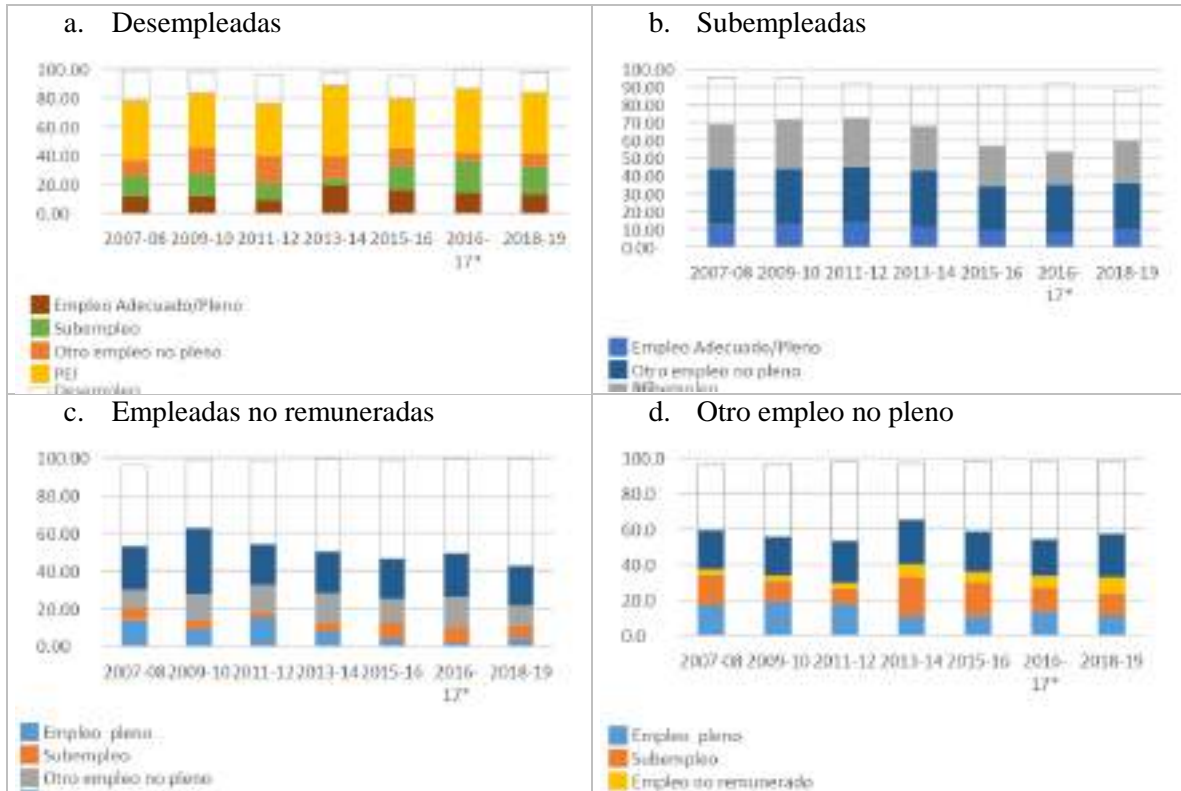 a. Desempleadas
100.00
80.00
60.00
40.00
20.00
0.00
2007-08 2009-10 2011-12 2013-14 2015-16 2016-17* 2018-19
Empleo Adecuado/Pleno
Subempleo
Otro empleo no pleno
PEI
Desempleo
b. Subempleadas
100.00
90.00
80.00
70.00
60.00
50.00
40.00
30.00
20.00
10.00
0.00
2007-08 2009-10 2011-12 2013-14 2015-16 2016-17* 2018-19
Empleo Adecuado/Pleno
Otro empleo no pleno
Subempleo
c. Empleadas no remuneradas
100.00
80.00
60.00
40.00
20.00
0.00
2007-08 2009-10 2011-12 2013-14 2015-16 2016-17* 2018-19
Empleo pleno
Subempleo
Otro empleo no pleno
d. Otro empleo no pleno
100.0
80.0
60.0
40.0
20.0
0.0
2007-08 2009-10 2011-12 2013-14 2015-16 2016-17* 2018-19
Empleo pleno
Subempleo
Empleo no remunerado